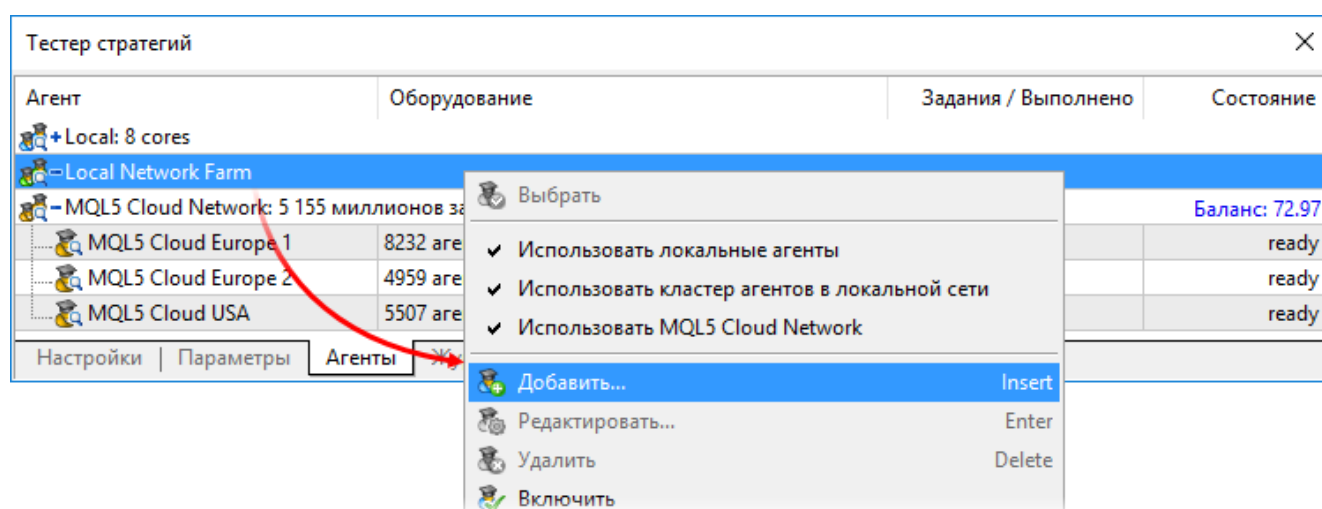 Тестер стратегий
Агент Оборудование Задания / Выполнено Состояние
Local: 8 cores
Local Network Farm
Выбрать
MQL5 Cloud Network: 5 155 миллионов Баланс: 72.97
MQL5 Cloud Europe 1 8232 ready
Использовать локальные агенты
MQL5 Cloud Europe 2 4959 ready
Использовать кластер агентов в локальной сети
MQL5 Cloud USA 5507 ready
Использовать MQL5 Cloud Network
Настройки | Параметры Агенты
Добавить... Insert
Редактировать... Enter
Удалить Delete
Включить